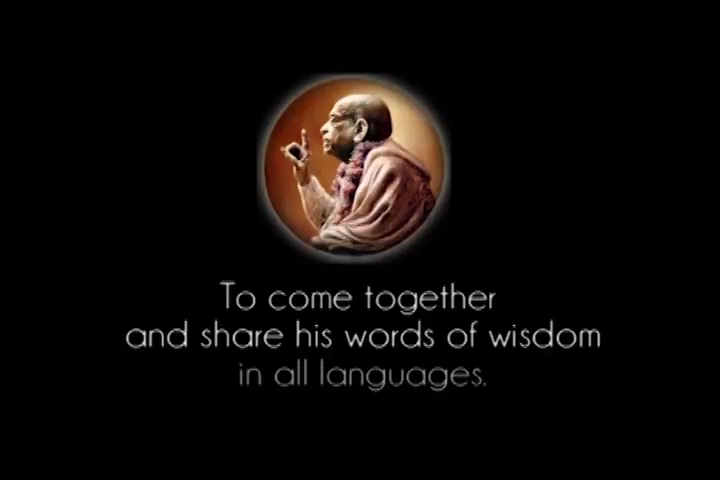 To come together
and share his words of wisdom
in all languages.